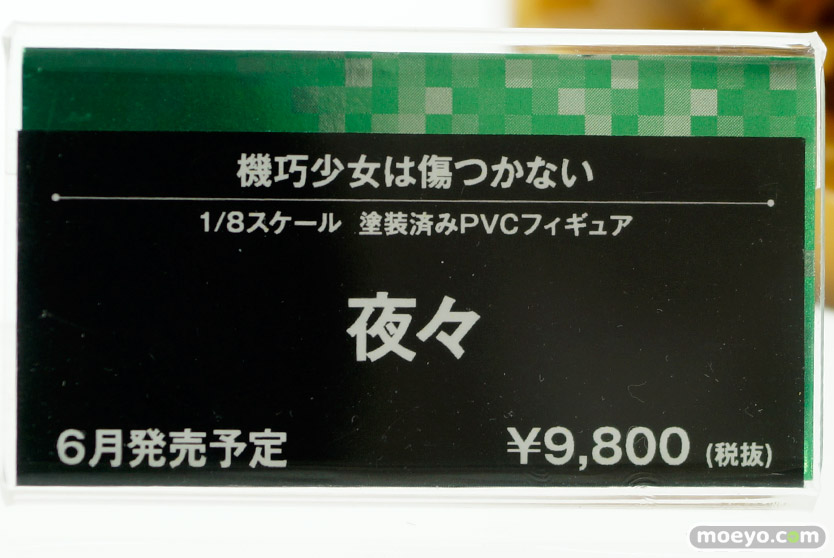 機巧少女は傷つかない
1/8スケール 塗装済みPVCフィギュア
夜々
6月発売予定 ¥9,800 (税抜)
moeyo.com